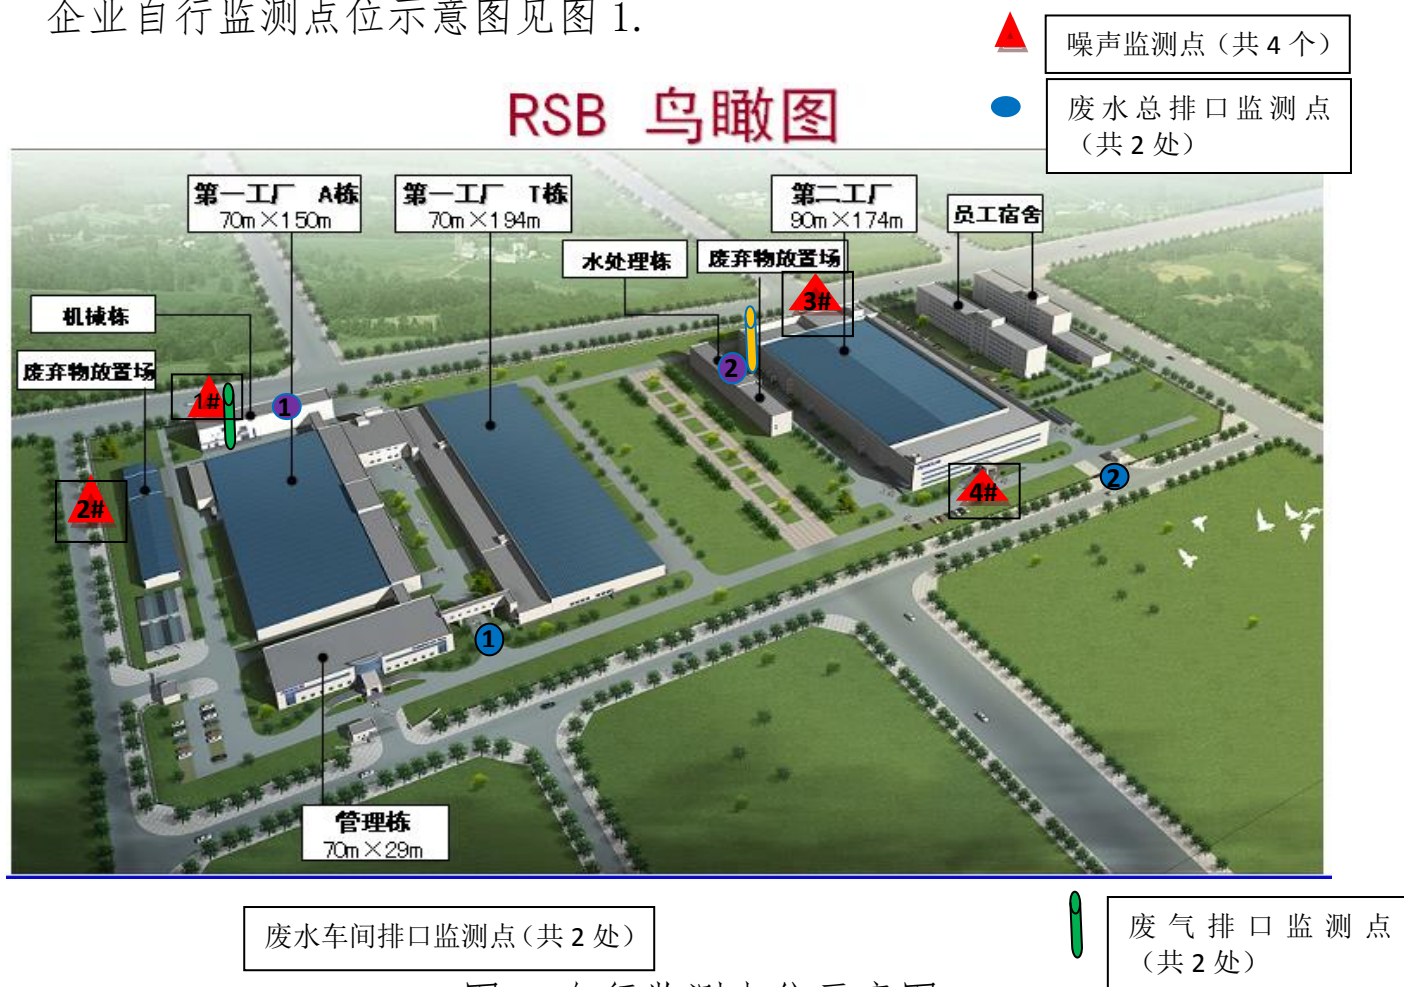 企业自行监测点位示意图见图 1.
噪声监测点（共 4 个）
废水总排口监测点
（共 2 处）
RSB 鸟瞰图
第一工厂 A栋
70m×150m
第一工厂 T栋
70m×194m
第二工厂
90m×174m
员工宿舍
水处理栋
废弃物放置场
机械栋
废弃物放置场
3#
2
1#
1
2#
4#
2
1
管理栋
70m×29m
废水车间排口监测点（共 2 处）
废气排口监测点
（共 2 处）